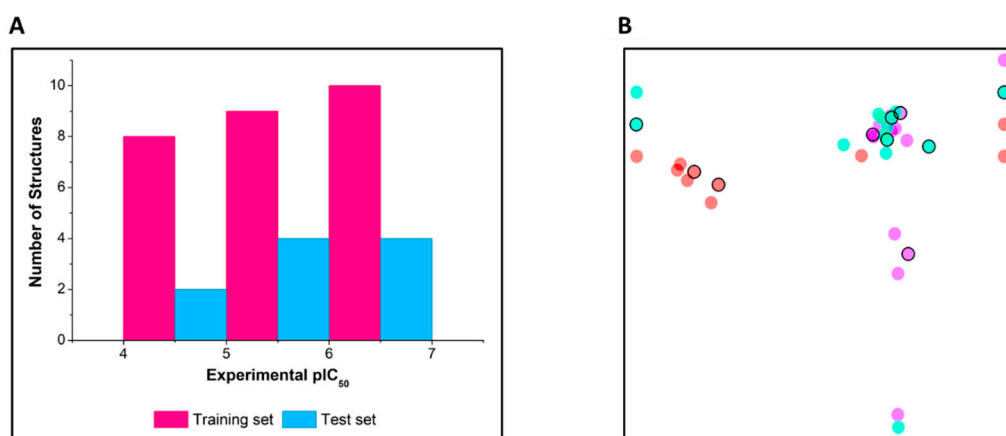 A
B
10
8
6
4
2
0
Number of Structures
4 5 6 7
Experimental pIC50
Training set Test set